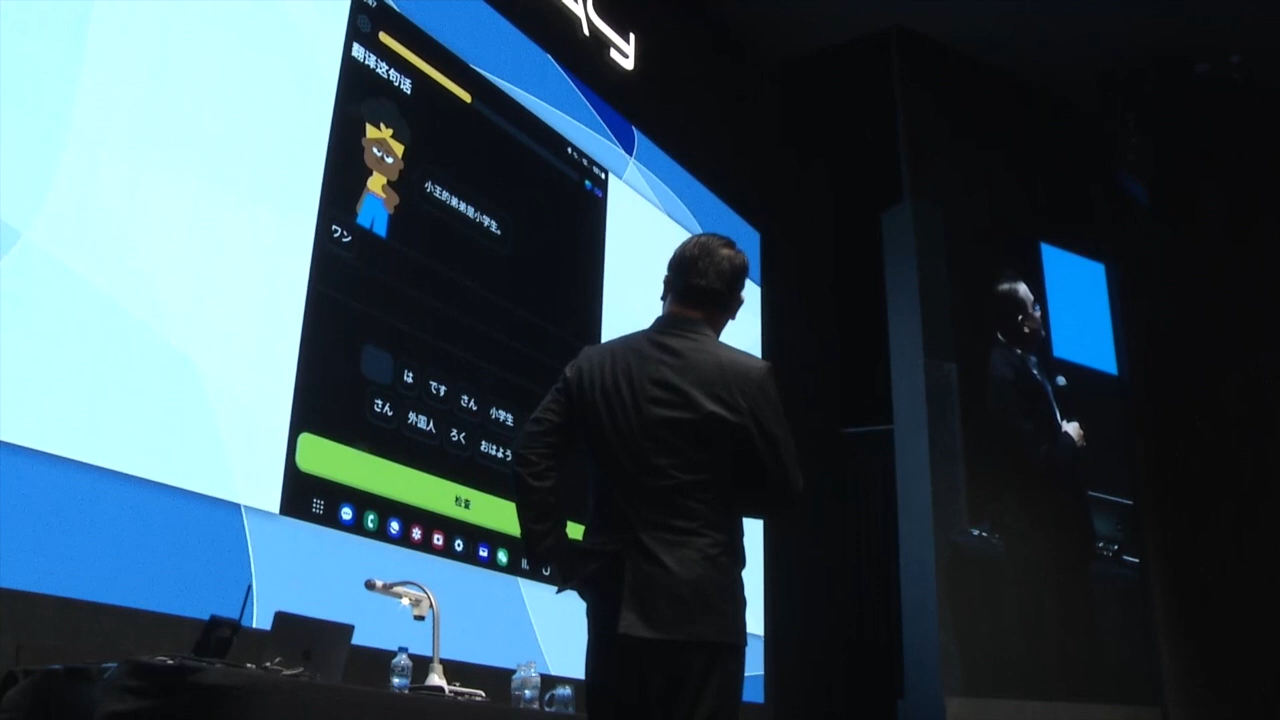 :47
翻译这句话
小王的弟弟是小学生。
ワン
は です さん 小学生
さん 外国人 ろく おはよう
检查